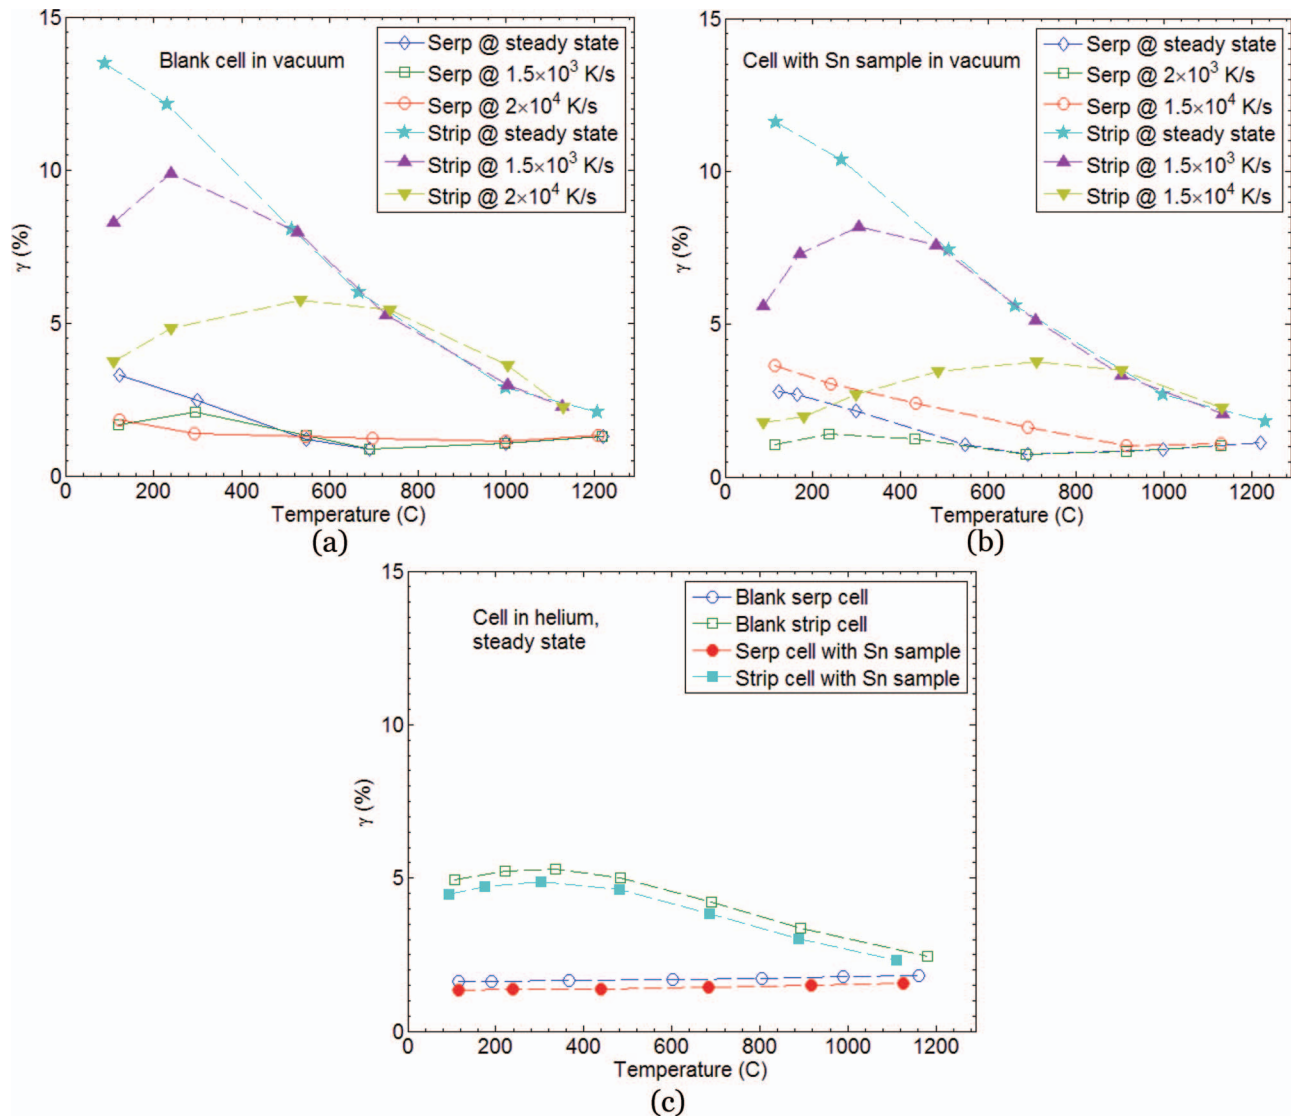 15
10
5
0
γ (%)
Blank cell in vacuum
Serp @ steady state
Serp @ 1.5×10³ K/s
Serp @ 2×10⁴ K/s
Strip @ steady state
Strip @ 1.5×10³ K/s
Strip @ 2×10⁴ K/s
0 200 400 600 800 1000 1200
Temperature (C)
(a)
15
10
5
0
γ (%)
Cell with Sn sample in vacuum
Serp @ steady state
Serp @ 2×10³ K/s
Serp @ 1.5×10⁴ K/s
Strip @ steady state
Strip @ 1.5×10³ K/s
Strip @ 1.5×10⁴ K/s
0 200 400 600 800 1000 1200
Temperature (C)
(b)
15
10
5
0
γ (%)
Cell in helium,
steady state
Blank serp cell
Blank strip cell
Serp cell with Sn sample
Strip cell with Sn sample
0 200 400 600 800 1000 1200
Temperature (C)
(c)